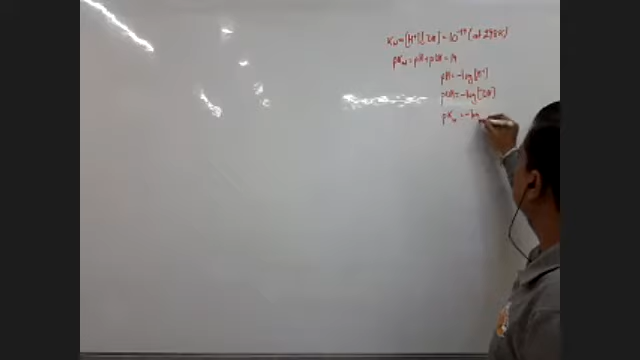 Kw = [H⁺][OH] = 10⁻¹⁴ (at 298K)
pKw = pH + pOH = 14
pH = -log[H⁺]
pOH = -log[OH]
pKw = -log